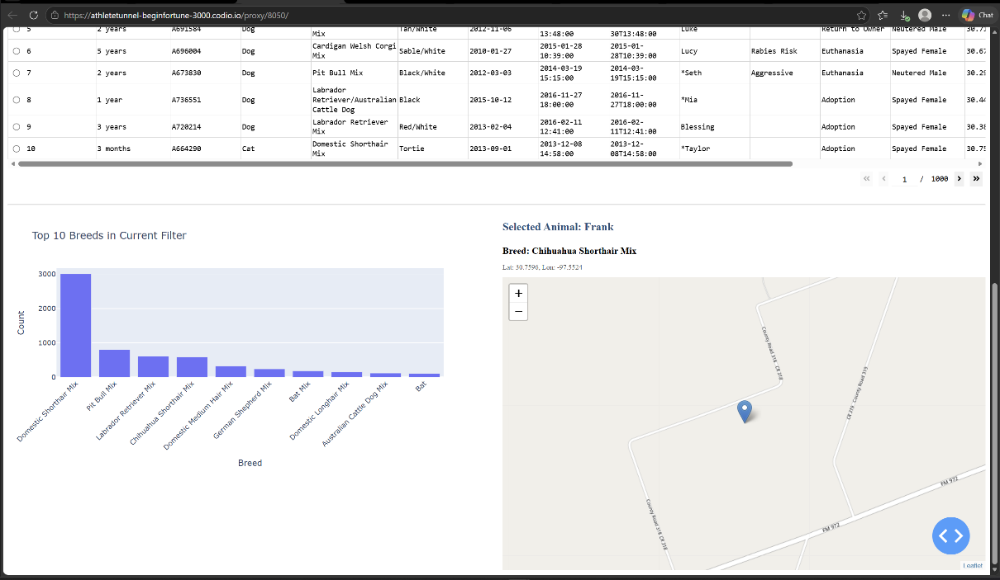 https://athletetunnel-beginfortune-3000.codio.io/proxy/8050/
Chat
5 2 years A691584 Dog Mix Tan/White 2012-11-06 13:48:00 30T13:48:00 Luke Return to Owner Neutered Male 30.71
6 5 years A696004 Dog Cardigan Welsh Corgi Mix Sable/White 2010-01-27 2015-01-28 10:39:00 2015-01-28T10:39:00 Lucy Rabies Risk Euthanasia Spayed Female 30.67
7 2 years A673830 Dog Pit Bull Mix Black/White 2012-03-03 2014-03-19 15:15:00 2014-03-19T15:15:00 *Seth Aggressive Euthanasia Neutered Male 30.29
8 1 year A736551 Dog Labrador Retriever/Australian Cattle Dog Black 2015-10-12 2016-11-27 18:00:00 2016-11-27T18:00:00 *Mia Adoption Spayed Female 30.44
9 3 years A720214 Dog Labrador Retriever Mix Red/White 2013-02-04 2016-02-11 12:41:00 2016-02-11T12:41:00 Blessing Adoption Spayed Female 30.38
10 3 months A664290 Cat Domestic Shorthair Mix Tortie 2013-09-01 2013-12-08 14:58:00 2013-12-08T14:58:00 *Taylor Adoption Spayed Female 30.75
1 / 1000
Top 10 Breeds in Current Filter
Count
3000
2000
1000
0
Domestic Shorthair Mix
Pit Bull Mix
Labrador Retriever Mix
Chihuahua Shorthair Mix
Domestic Medium Hair Mix
German Shepherd Mix
Bat Mix
Domestic Longhair Mix
Australian Cattle Dog Mix
Bat
Breed
Selected Animal: Frank
Breed: Chihuahua Shorthair Mix
Lat: 30.7596, Lon: -97.5524
+
−
County Road 318 CR 318
CR 319 County Road 319
FM 972
FM 972
County Road 318 CR 318
Leaflet